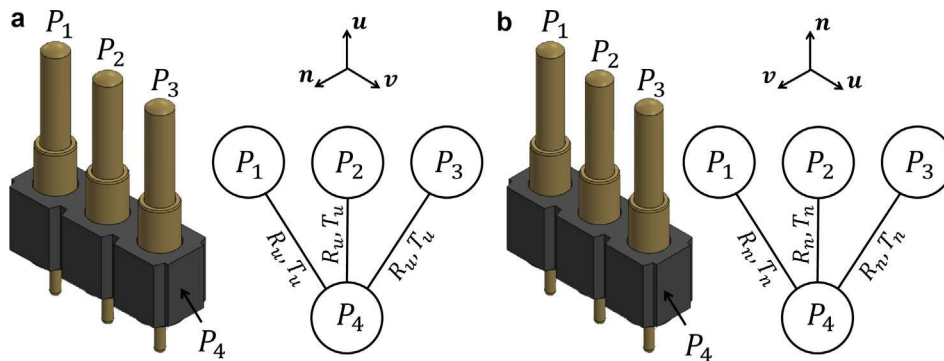 a
P₁
P₂
P₃
P₄
u
n
v
P₁
P₂
P₃
Rᵤ, Tᵤ
Rᵤ, Tᵤ
Rᵤ, Tᵤ
P₄
b
P₁
P₂
P₃
P₄
n
v
u
P₁
P₂
P₃
Rₙ, Tₙ
Rₙ, Tₙ
Rₙ, Tₙ
P₄